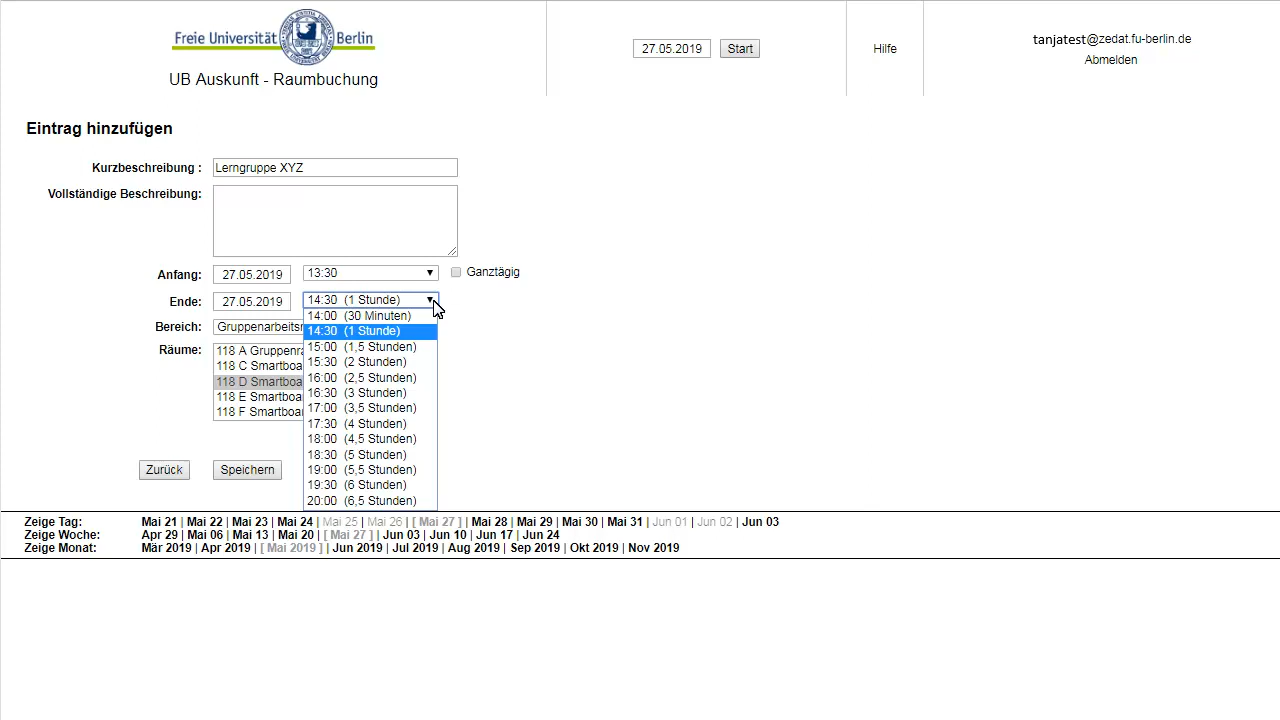 Freie Universität Berlin
UB Auskunft - Raumbuchung
27.05.2019 Start
Hilfe
tanjatest@zedat.fu-berlin.de
Abmelden
Eintrag hinzufügen
Kurzbeschreibung : Lerngruppe XYZ
Vollständige Beschreibung:
Anfang: 27.05.2019 13:30 Ganztägig
Ende: 27.05.2019 14:30 (1 Stunde)
14:00 (30 Minuten)
14:30 (1 Stunde)
15:00 (1,5 Stunden)
15:30 (2 Stunden)
16:00 (2,5 Stunden)
16:30 (3 Stunden)
17:00 (3,5 Stunden)
17:30 (4 Stunden)
18:00 (4,5 Stunden)
18:30 (5 Stunden)
19:00 (5,5 Stunden)
19:30 (6 Stunden)
20:00 (6,5 Stunden)
Bereich: Gruppenarbeitsr
Räume: 118 A Gruppenra
118 C Smartboa
118 D Smartboa
118 E Smartboa
118 F Smartboa
Zurück Speichern
Zeige Tag: Mai 21 | Mai 22 | Mai 23 | Mai 24 | Mai 25 | Mai 26 | [ Mai 27 ] | Mai 28 | Mai 29 | Mai 30 | Mai 31 | Jun 01 | Jun 02 | Jun 03
Zeige Woche: Apr 29 | Mai 06 | Mai 13 | Mai 20 | [ Mai 27 ] | Jun 03 | Jun 10 | Jun 17 | Jun 24
Zeige Monat: Mär 2019 | Apr 2019 | [ Mai 2019 ] | Jun 2019 | Jul 2019 | Aug 2019 | Sep 2019 | Okt 2019 | Nov 2019